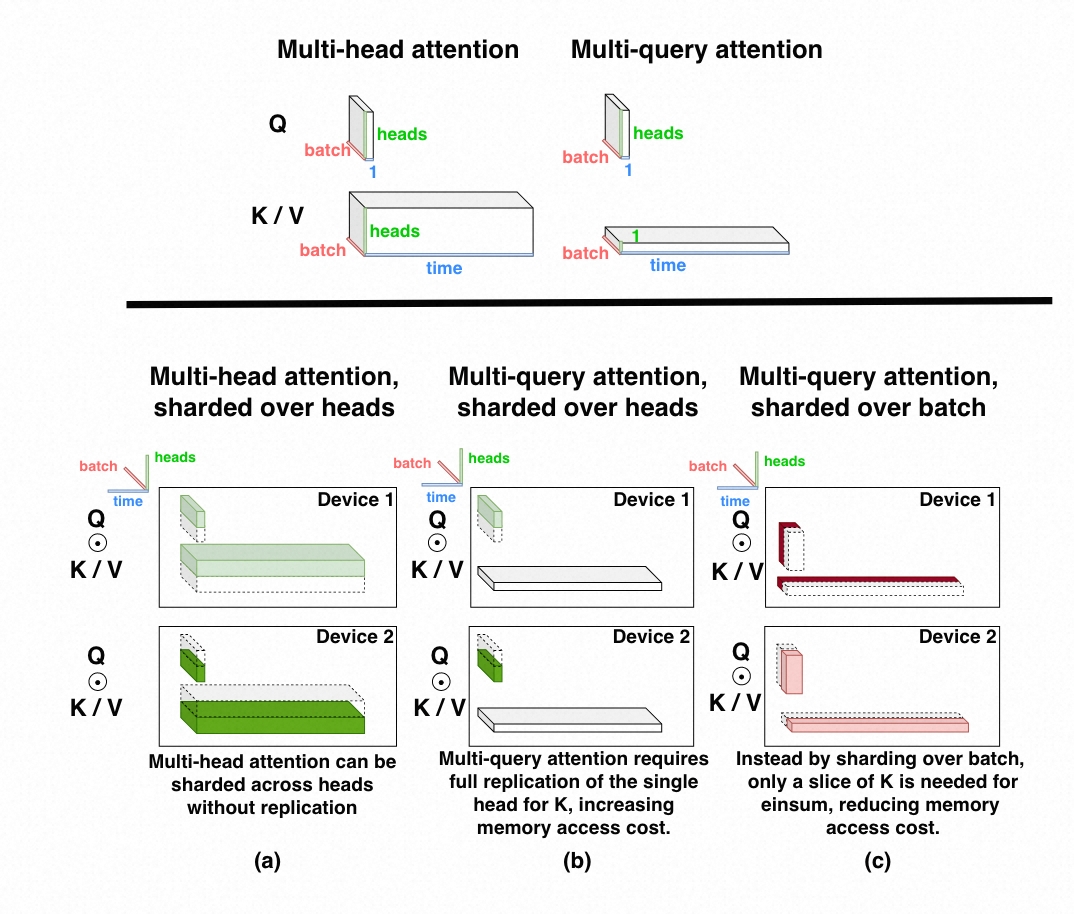 Multi-head attention
Multi-query attention
Q
heads
batch
1
heads
batch
1
K / V
heads
batch
time
1
batch
time
Multi-head attention,
sharded over heads
Multi-query attention,
sharded over heads
Multi-query attention,
sharded over batch
batch
heads
time
Device 1
Q
K / V
batch
heads
time
Device 1
Q
K / V
batch
heads
time
Device 1
Q
K / V
Device 2
Q
K / V
Device 2
Q
K / V
Device 2
Q
K / V
Multi-head attention can be
sharded across heads
without replication
Multi-query attention requires
full replication of the single
head for K, increasing
memory access cost.
Instead by sharding over batch,
only a slice of K is needed for
einsum, reducing memory
access cost.
(a)
(b)
(c)